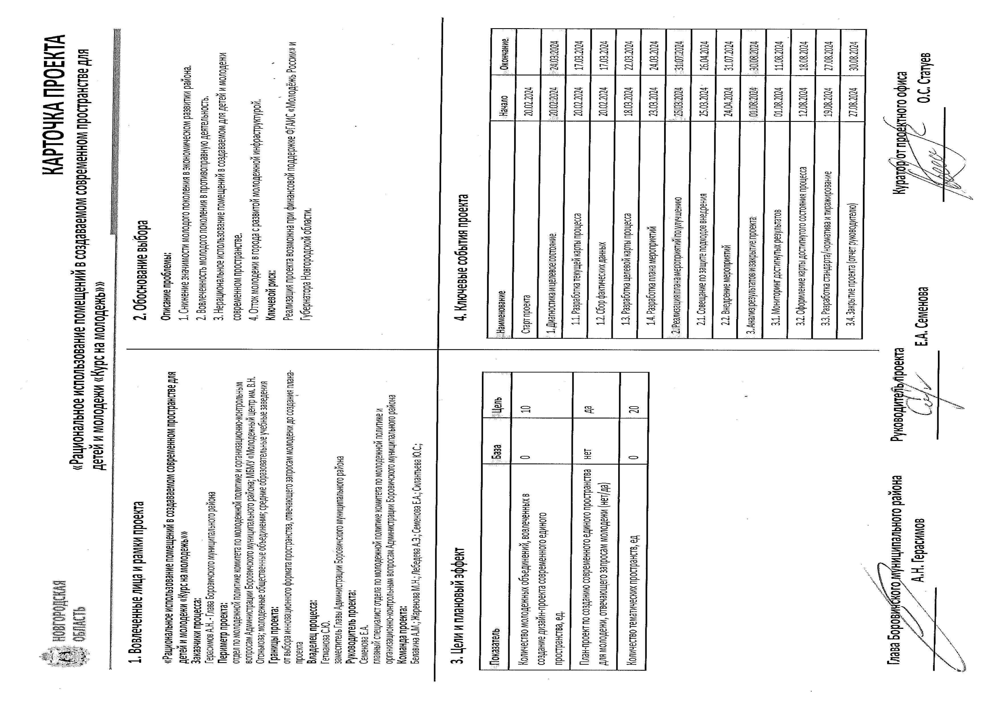 НОВГОРОДСКАЯ
ОБЛАСТЬ
КАРТОЧКА ПРОЕКТА
«Рациональное использование помещений в создаваемом современном пространстве для
детей и молодежи «Курс на молодежь»»
1. Вовлеченные лица и рамки проекта
«Рациональное использование помещений в создаваемом современном пространстве для
детей и молодежи «Курс на молодежь»»
Заказчики процесса:
Герасимов А.Н. - Глава Боровичского муниципального района
Периметр проекта:
отдел по молодежной политике комитета по молодежной политике и организационно-контрольным
вопросам Администрации Боровичского муниципального района; МБМУ «Молодежный центр им. В.Н.
Огонькова; молодежные общественные объединения; средние образовательные учебные заведения
Границы проекта:
от выбора инновационного формата пространства, отвечающего запросам молодежи до создания плана-
проекта
Владелец процесса:
Гетманова С.Ю.
заместитель Главы Администрации Боровичского муниципального района
Руководитель проекта:
Семенова Е.А.
главный специалист отдела по молодежной политике комитета по молодежной политике и
организационно-контрольным вопросам Администрации Боровичского муниципального района
Команда проекта:
Белавина А.М.; Жаренова М.Н.; Лебедева А.Э.; Семенова Е.А.; Силантьева Ю.С.;
2. Обоснование выбора
Описание проблемы:
1. Снижение значимости молодого поколения в экономическом развитии района.
2. Вовлеченность молодого поколения в противоправную деятельность.
3. Нерациональное использование помещений в создаваемом для детей и молодежи
современном пространстве.
4. Отток молодежи в города с развитой молодежной инфраструктурой.
Ключевой риск:
Реализация проекта возможна при финансовой поддержке ФГАИС «Молодёжь России» и
Губернатора Новгородской области.
3. Цели и плановый эффект
Показатель База Цель
Количество молодежных объединений, вовлеченных в
создание дизайн-проекта современного единого
пространства, ед. 0 10
План-проект по созданию современного единого пространства
для молодежи, отвечающего запросам молодежи (нет/да) нет да
Количество тематических пространств, ед 0 20
4. Ключевые события проекта
Наименование Начало Окончание
Старт проекта 20.02.2024
1. Диагностика и целевое состояние 20.02.2024 24.03.2024
1.1. Разработка текущей карты процесса 20.02.2024 17.03.2024
1.2. Сбор фактических данных 20.02.2024 17.03.2024
1.3. Разработка целевой карты процесса 18.03.2024 22.03.2024
1.4. Разработка плана мероприятий 23.03.2024 24.03.2024
2. Реализация плана мероприятий по улучшению 25.03.2024 31.07.2024
2.1. Совещание по защите подходов внедрения 25.03.2024 26.04.2024
2.2. Внедрение мероприятий 24.04.2024 31.07.2024
3. Анализ результатов и закрытие проекта 01.08.2024 30.08.2024
3.1. Мониторинг достигнутых результатов 01.08.2024 11.08.2024
3.2. Оформление карты достигнутого состояния процесса 12.08.2024 18.08.2024
3.3. Разработка стандарта/норматива и тиражирование 19.08.2024 27.08.2024
3.4. Закрытие проекта (отчет руководителю) 27.08.2024 30.08.2024
Глава Боровичского муниципального района
А.Н. Герасимов
Руководитель проекта
Е.А. Семенова
Куратор от проектного офиса
О.С. Статуев